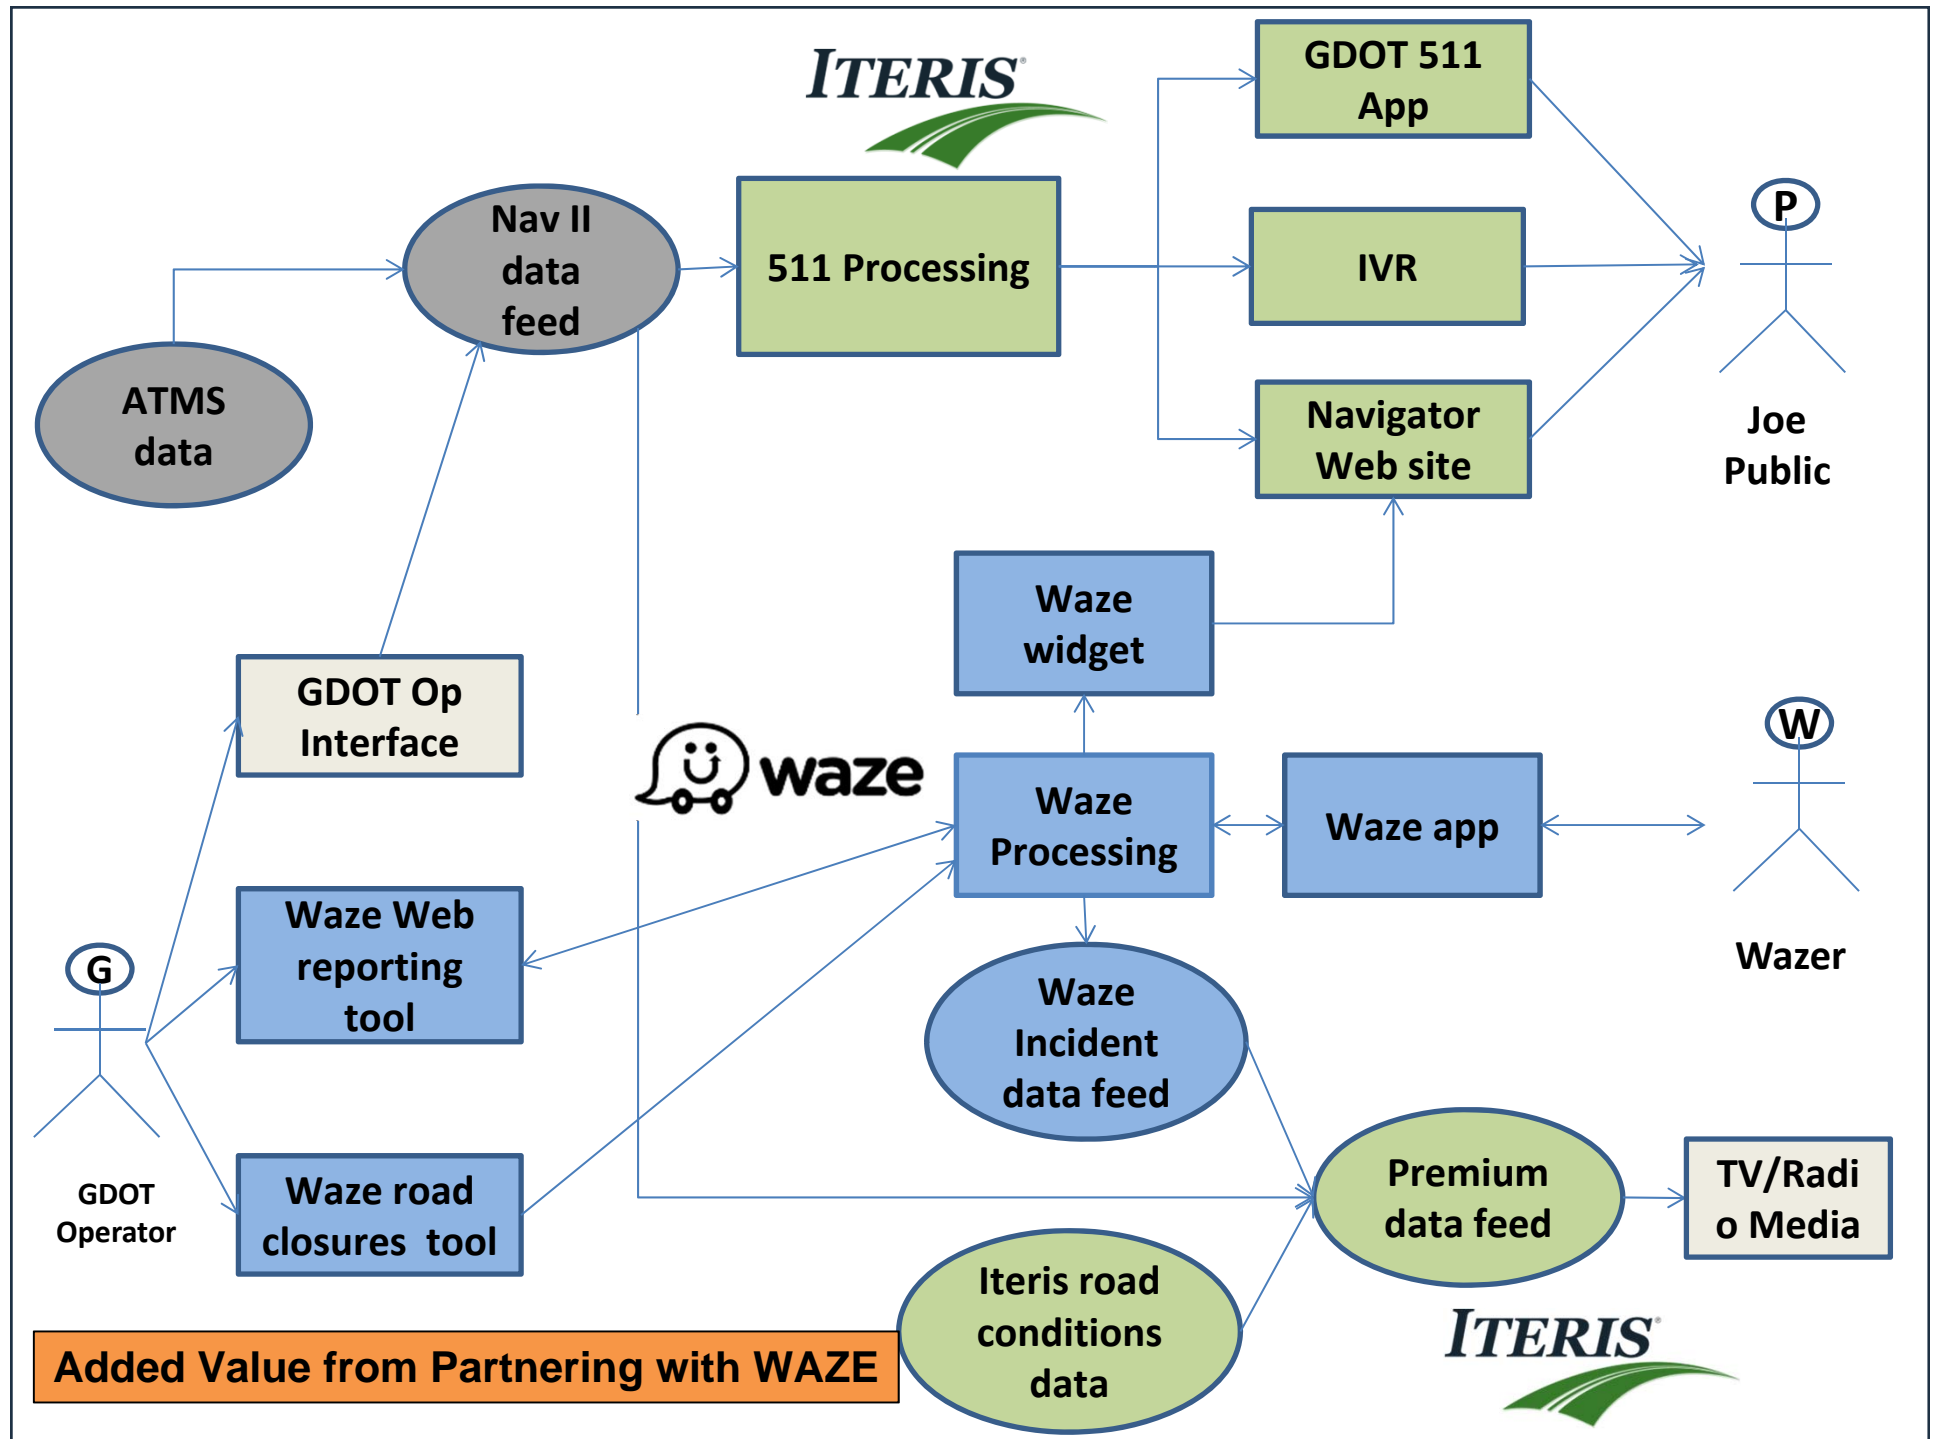 ITERIS®
GDOT 511
App
P
Nav II
data
feed
511 Processing
IVR
ATMS
data
Navigator
Web site
Joe
Public
Waze
widget
GDOT Op
Interface
waze
Waze
Processing
Waze app
W
Wazer
Waze Web
reporting
tool
G
GDOT
Operator
Waze
Incident
data feed
Waze road
closures tool
Premium
data feed
TV/Radi
o Media
Iteris road
conditions
data
ITERIS®
Added Value from Partnering with WAZE